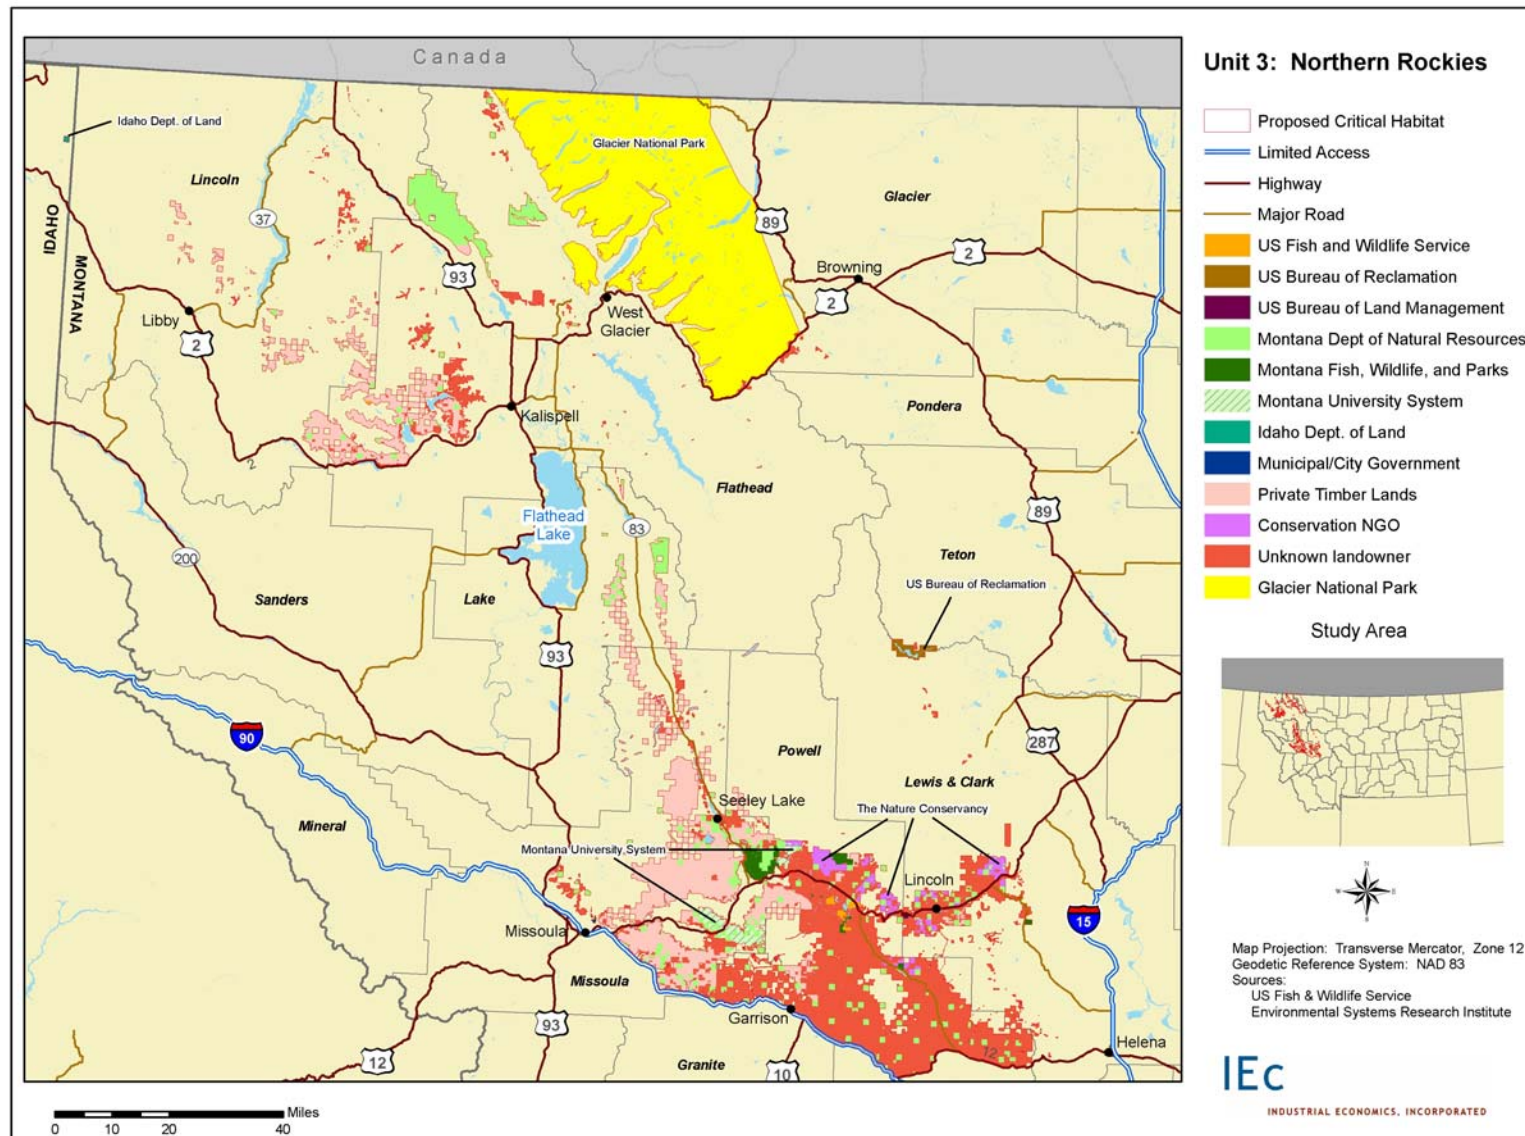 Canada
Idaho Dept. of Land
Glacier National Park
Lincoln
Glacier
37
89
2
IDAHO
MONTANA
93
Browning
Libby
West
Glacier
2
2
Kalispell
Pondera
2
Flathead
89
Flathead
Lake
83
200
Teton
US Bureau of Reclamation
Sanders
Lake
93
90
287
Powell
Lewis & Clark
Seeley Lake
The Nature Conservancy
Mineral
Montana University System
Lincoln
15
Missoula
Missoula
Garrison
93
Helena
12
Granite
10
12
Miles
0 10 20 40
Unit 3: Northern Rockies
Proposed Critical Habitat
Limited Access
Highway
Major Road
US Fish and Wildlife Service
US Bureau of Reclamation
US Bureau of Land Management
Montana Dept of Natural Resources
Montana Fish, Wildlife, and Parks
Montana University System
Idaho Dept. of Land
Municipal/City Government
Private Timber Lands
Conservation NGO
Unknown landowner
Glacier National Park
Study Area
N
W E
S
Map Projection: Transverse Mercator, Zone 12
Geodetic Reference System: NAD 83
Sources:
US Fish & Wildlife Service
Environmental Systems Research Institute
IEc
INDUSTRIAL ECONOMICS, INCORPORATED